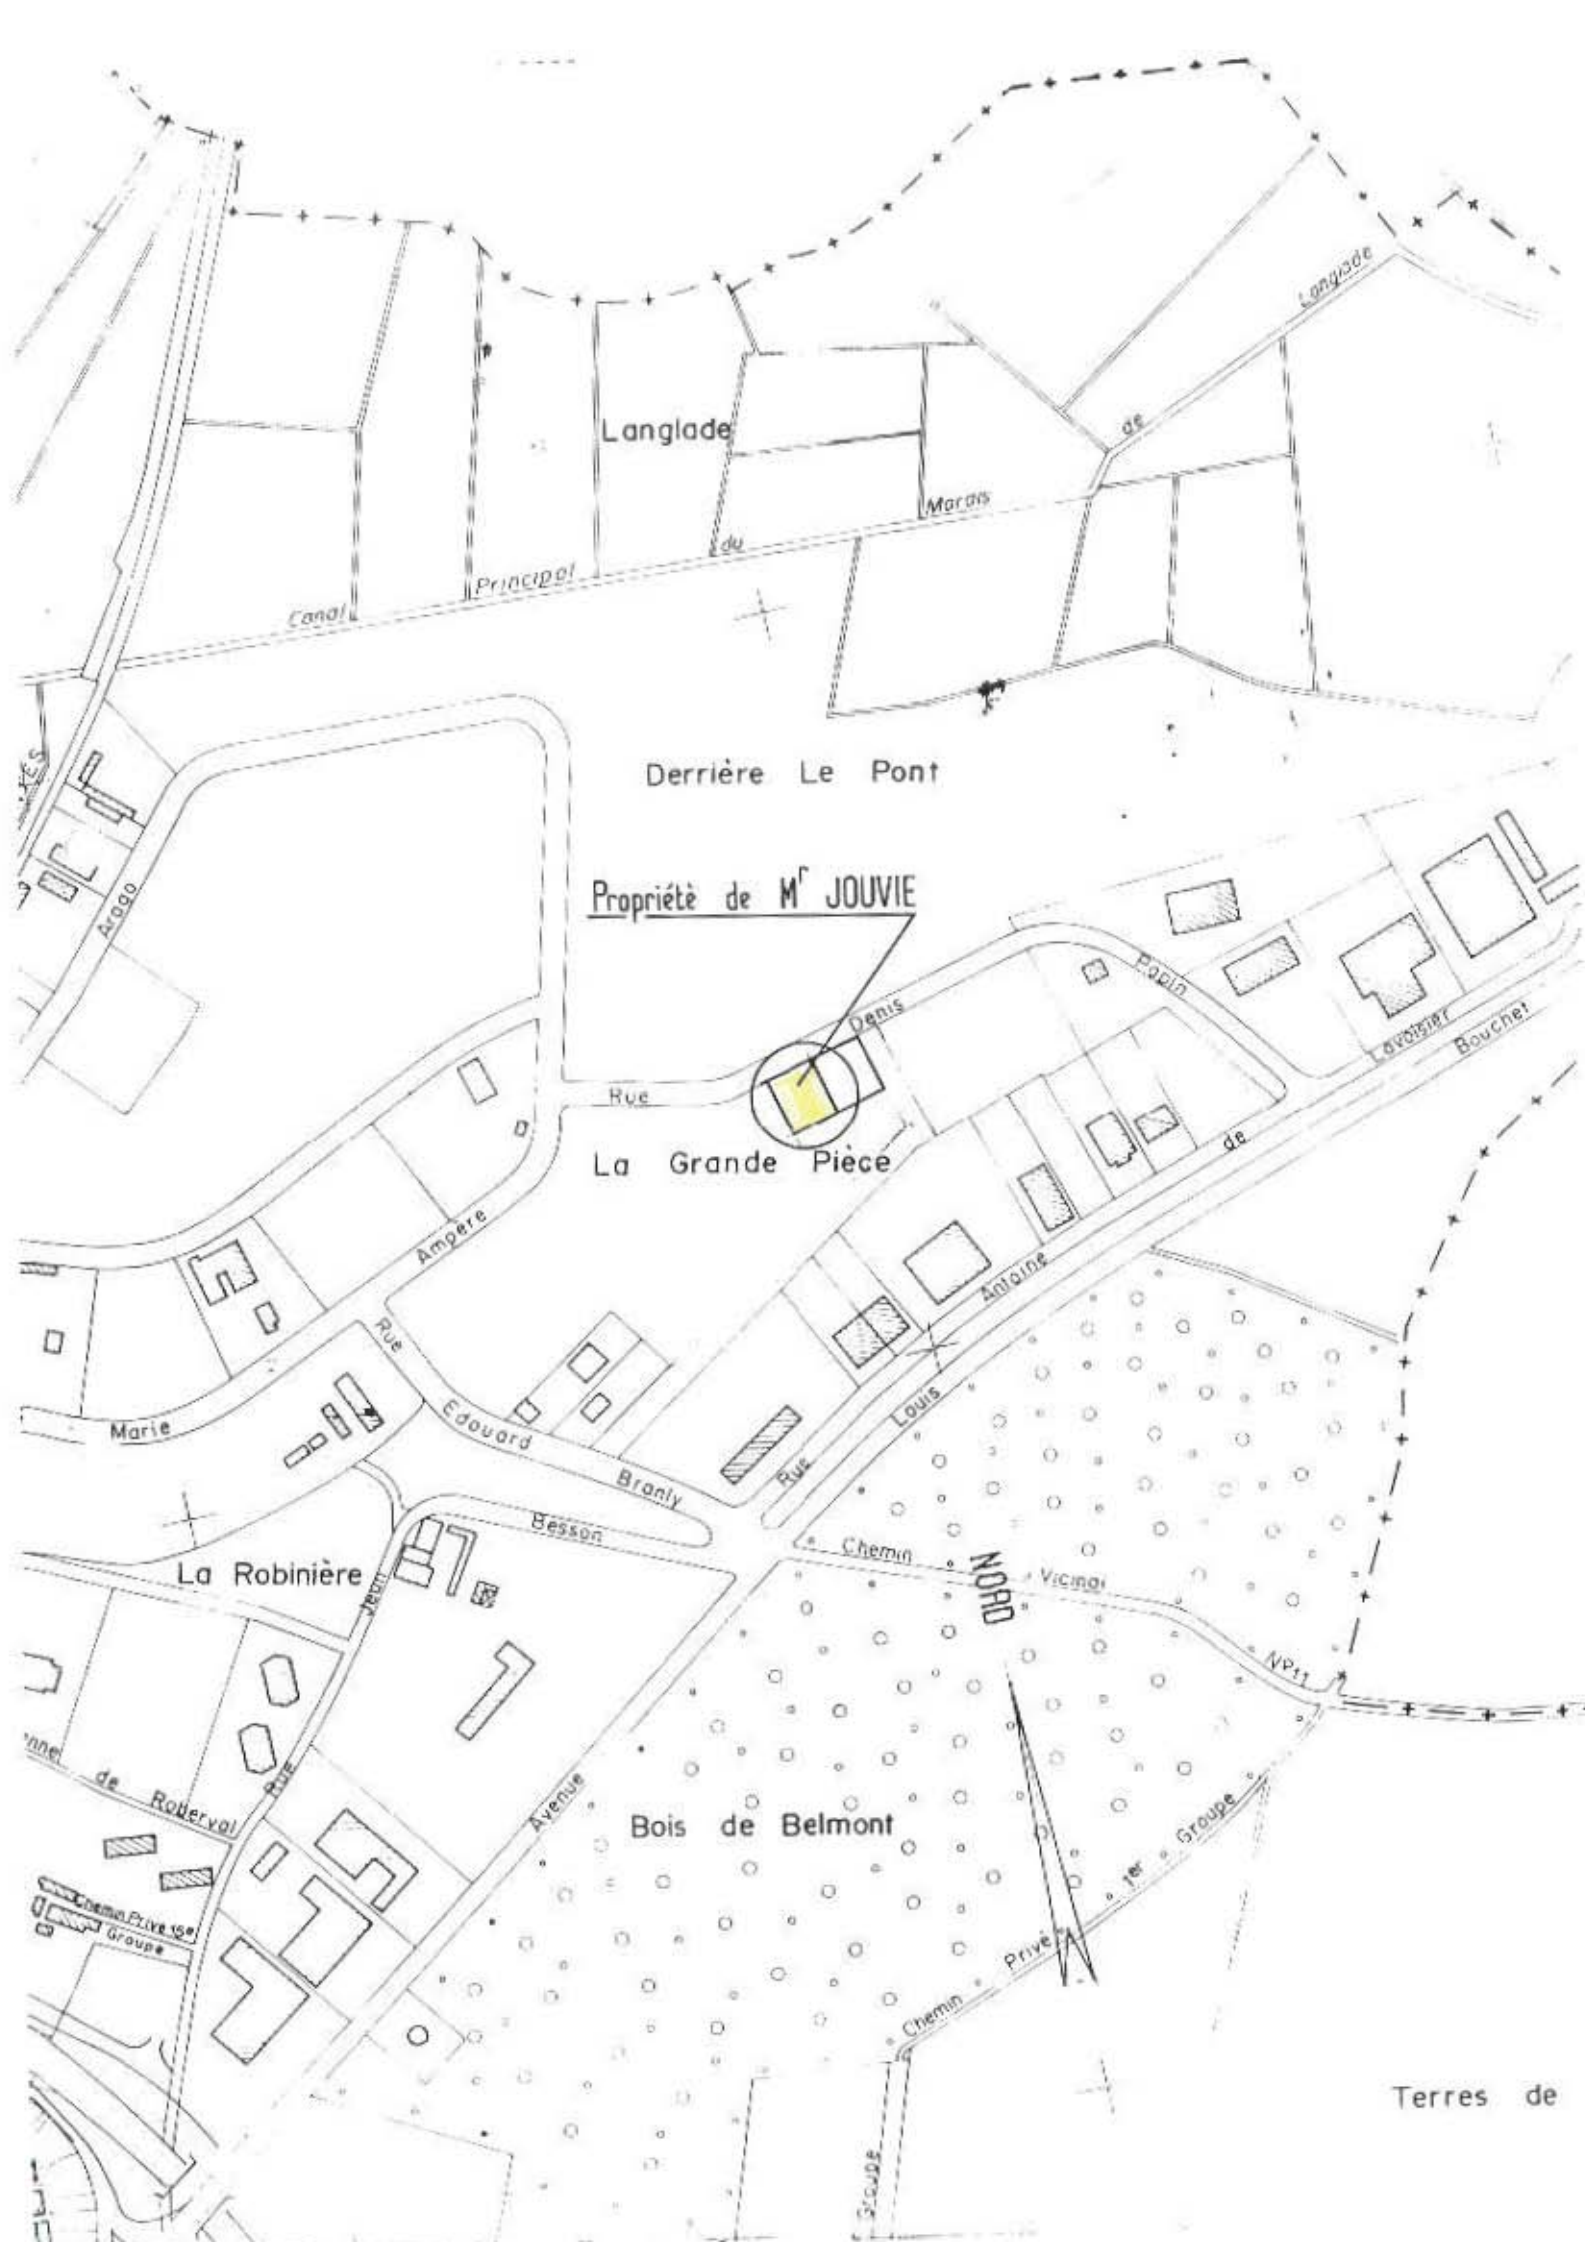 Langlade
de
Langlade
Canal
Principal
du
Marais
Derrière Le Pont
Propriétè de Mr JOUVIE
Arago
Rue
Denis
Papin
Lavoisier
Bouchet
de
Antoine
Louis
Rue
La Grande Pièce
Ampère
Marie
Rue
Edouard
Branly
Besson
Jean
Rue
La Robinière
Chemin
Vicinal
Nº11
NORD
de
Roberval
Avenue
Bois de Belmont
Chemin Privé 15e
Groupe
Chemin
Privé
1er
Groupe
Groupe
Terres de